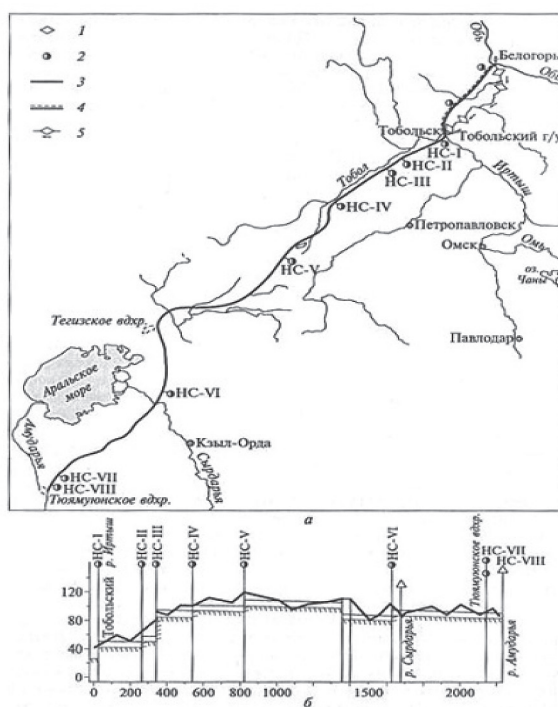 1
2
3
4
5
Обь
Белогорь
Обь
Тобольск
Тобольский г/у
НС-I
НС-II
НС-III
Тобол
Иртыш
НС-IV
Петропавловск
Омск
Омь
оз.
Чаны
НС-V
Тегизское вдхр.
Павлодар
Аральское
море
НС-VI
Амударья
Кзыл-Орда
Сырдарья
НС-VII
НС-VIII
Тюямуюнское вдхр.
а
НС-I
р. Иртыш
Тобольский
НС-II
НС-III
НС-IV
НС-V
НС-VI
р. Сырдарья
Тюямуюнское вдхр.
НС-VII
НС-VIII
р. Амударья
120
80
40
0
0 200 400 600 800 1000 1600 2000
б